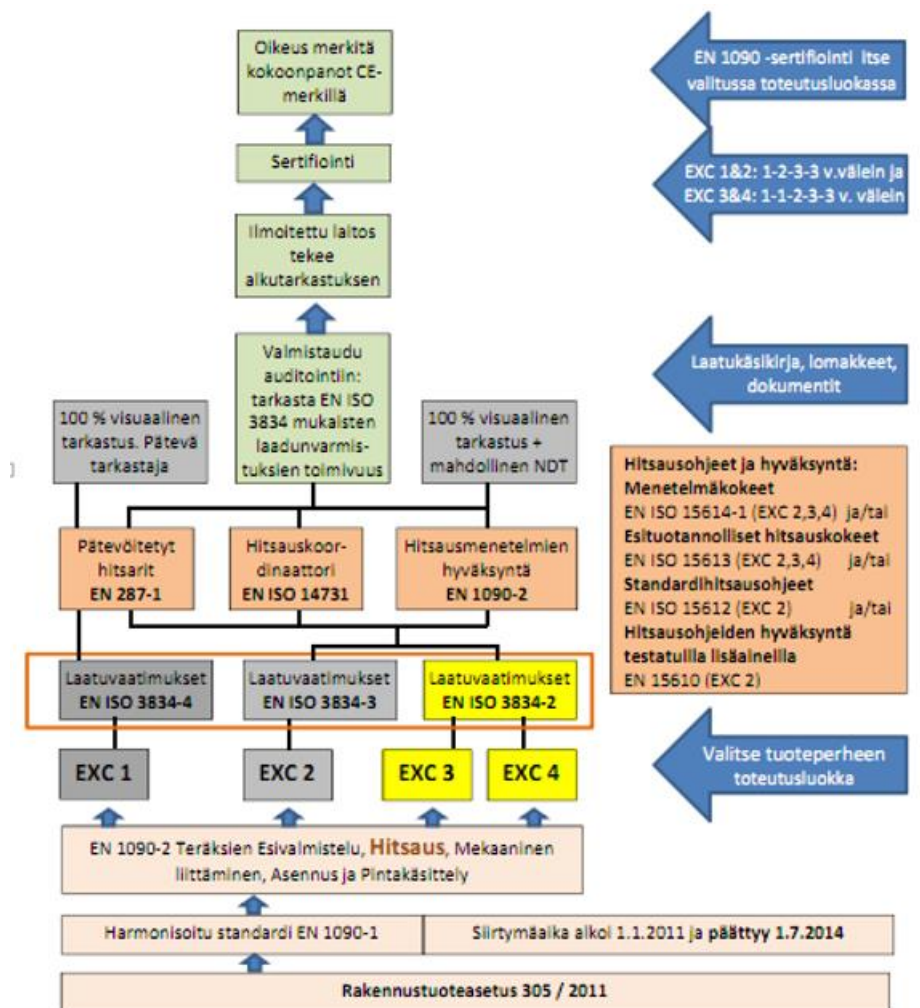 Oikeus merkitä
kokoonpanot CE-
merkillä
EN 1090 -sertifiointi itse
valitussa toteutusluokassa
Sertifiointi
EXC 1&2: 1-2-3-3 v.välein ja
EXC 3&4: 1-1-2-3-3 v. välein
Ilmoitettu laitos
tekee
alkutarkastuksen
Valmistaudu
auditointiin:
tarkasta EN ISO
3834 mukaisten
laadunvarmis-
tuksien toimivuus
Laatukäsikirja, lomakkeet,
dokumentit
100 % visuaalinen
tarkastus. Pätevä
tarkastaja
100 % visuaalinen
tarkastus +
mahdollinen NDT
Hitsausohjeet ja hyväksyntä:
Menetelmäkokeet
EN ISO 15614-1 (EXC 2,3,4) ja/tai
Esituotannolliset hitsauskokeet
EN ISO 15613 (EXC 2,3,4) ja/tai
Standardihitsausohjeet
EN ISO 15612 (EXC 2) ja/tai
Hitsausohjeiden hyväksyntä
testatuilla lisäaineilla
EN 15610 (EXC 2)
Pätevöitetyt
hitsarit
EN 287-1
Hitsauskoor-
dinaattori
EN ISO 14731
Hitsausmenetelmien
hyväksyntä
EN 1090-2
Laatuvaatimukset
EN ISO 3834-4
Laatuvaatimukset
EN ISO 3834-3
Laatuvaatimukset
EN ISO 3834-2
EXC 1
EXC 2
EXC 3
EXC 4
Valitse tuoteperheen
toteutusluokka
EN 1090-2 Teräksien Esivalmistelu, Hitsaus, Mekaaninen
liittäminen, Asennus ja Pintakäsittely
Harmonisoitu standardi EN 1090-1
Siirtymäaika alkoi 1.1.2011 ja päättyy 1.7.2014
Rakennustuoteasetus 305 / 2011